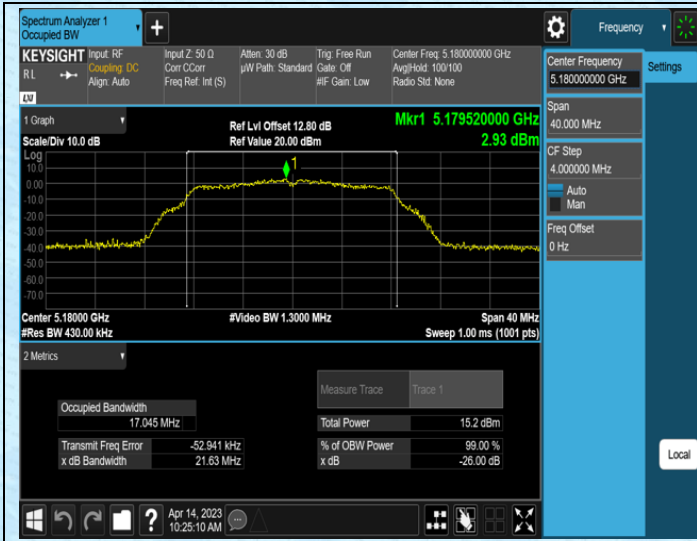 Spectrum Analyzer 1
Occupied BW
+
Frequency
KEYSIGHT
RL
LXI
Input: RF
Coupling: DC
Align: Auto
Input Z: 50 Ω
Corr CCorr
Freq Ref: Int (S)
Atten: 30 dB
µW Path: Standard
Trig: Free Run
Gate: Off
#IF Gain: Low
Center Freq: 5.180000000 GHz
Avg|Hold: 100/100
Radio Std: None
Center Frequency
5.180000000 GHz
Settings
Span
40.000 MHz
CF Step
4.000000 MHz
Auto
Man
Freq Offset
0 Hz
1 Graph
Scale/Div 10.0 dB
Ref Lvl Offset 12.80 dB
Ref Value 20.00 dBm
Mkr1 5.179520000 GHz
2.93 dBm
Log
10.0
0.00
-10.0
-20.0
-30.0
-40.0
-50.0
-60.0
-70.0
1
Center 5.18000 GHz
#Res BW 430.00 kHz
#Video BW 1.3000 MHz
Span 40 MHz
Sweep 1.00 ms (1001 pts)
2 Metrics
Measure Trace
Trace 1
Occupied Bandwidth
17.045 MHz
Total Power
15.2 dBm
Transmit Freq Error
-52.941 kHz
% of OBW Power
99.00 %
x dB Bandwidth
21.63 MHz
x dB
-26.00 dB
Local
?
Apr 14, 2023
10:25:10 AM